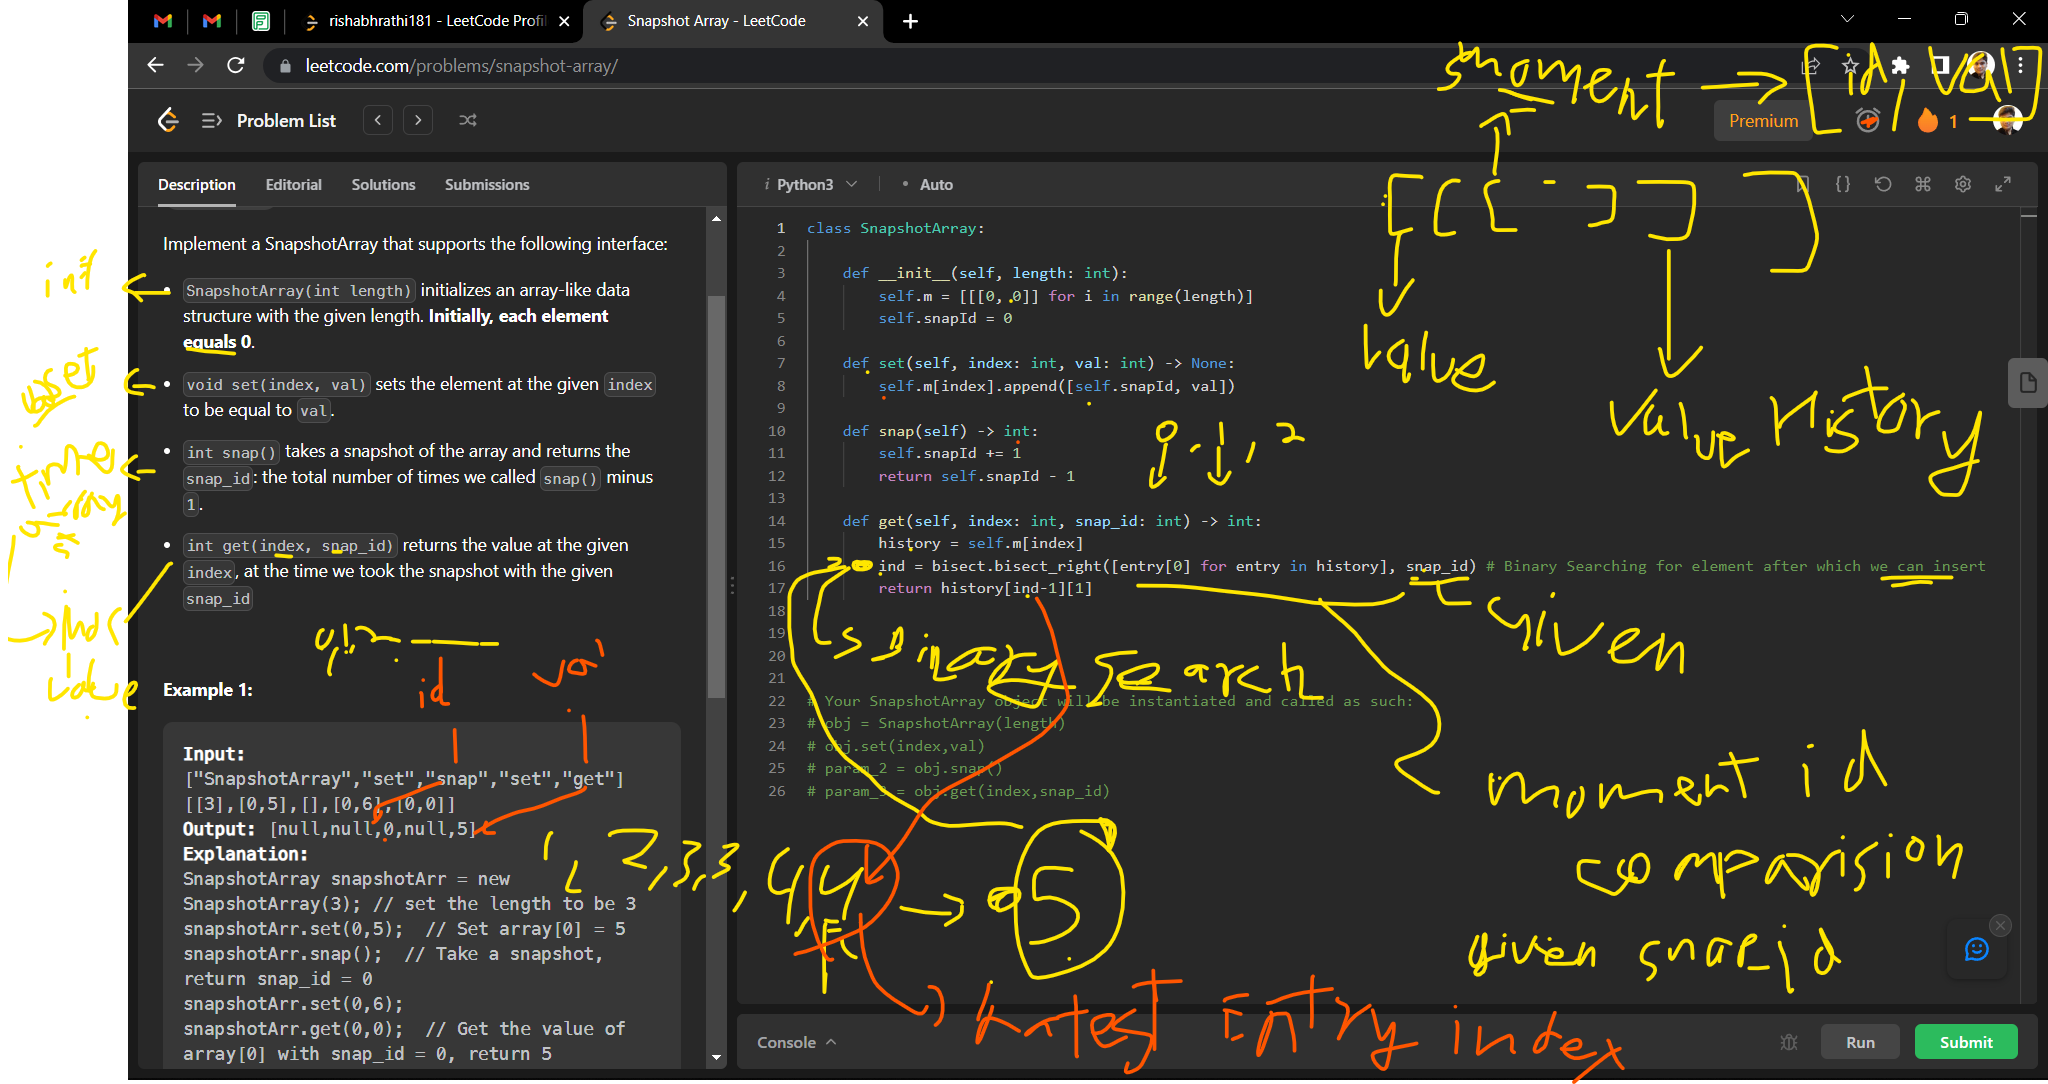 rishabhrathi181 - LeetCode Profil
Snapshot Array - LeetCode
leetcode.com/problems/snapshot-array/
Problem List
Premium
1
Description
Editorial
Solutions
Submissions
Implement a SnapshotArray that supports the following interface:
SnapshotArray(int length) initializes an array-like data
structure with the given length. Initially, each element
equals 0.
void set(index, val) sets the element at the given index
to be equal to val.
int snap() takes a snapshot of the array and returns the
snap_id: the total number of times we called snap() minus
1.
int get(index, snap_id) returns the value at the given
index, at the time we took the snapshot with the given
snap_id
Example 1:
Input:
["SnapshotArray","set","snap","set","get"]
[[3],[0,5],[],[0,6],[0,0]]
Output: [null,null,0,null,5]
Explanation:
SnapshotArray snapshotArr = new
SnapshotArray(3); // set the length to be 3
snapshotArr.set(0,5);  // Set array[0] = 5
snapshotArr.snap();  // Take a snapshot,
return snap_id = 0
snapshotArr.set(0,6);
snapshotArr.get(0,0);  // Get the value of
array[0] with snap_id = 0, return 5
i Python3
• Auto
1 class SnapshotArray:
2
3 def __init__(self, length: int):
4 self.m = [[[0, 0]] for i in range(length)]
5 self.snapId = 0
6
7 def set(self, index: int, val: int) -> None:
8 self.m[index].append([self.snapId, val])
9
10 def snap(self) -> int:
11 self.snapId += 1
12 return self.snapId - 1
13
14 def get(self, index: int, snap_id: int) -> int:
15 history = self.m[index]
16 ind = bisect.bisect_right([entry[0] for entry in history], snap_id) # Binary Searching for element after which we can insert
17 return history[ind-1][1]
18
19
20
21
22 # Your SnapshotArray object will be instantiated and called as such:
23 # obj = SnapshotArray(length)
24 # obj.set(index,val)
25 # param_2 = obj.snap()
26 # param_3 = obj.get(index,snap_id)
Console
Run
Submit
int
set
time
array
value
id
val
moment
[id, val]
value
value History
0, 1, 2
Given
Binary Search
moment id
comparision
given snap id
1, 2, 3, 3, 4, 4
5
Latest Entry index